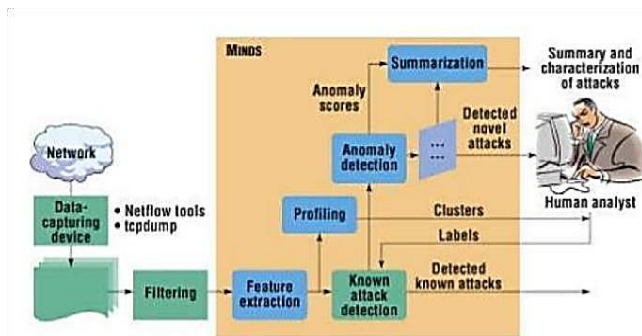 MINDS
Summarization
Summary and
characterization
of attacks
Anomaly
scores
Network
Anomaly
detection
...
...
Detected
novel
attacks
Data-
capturing
device
• Netflow tools
• tcpdump
Profiling
Clusters
Human analyst
Labels
Filtering
Feature
extraction
Known
attack
detection
Detected
known attacks